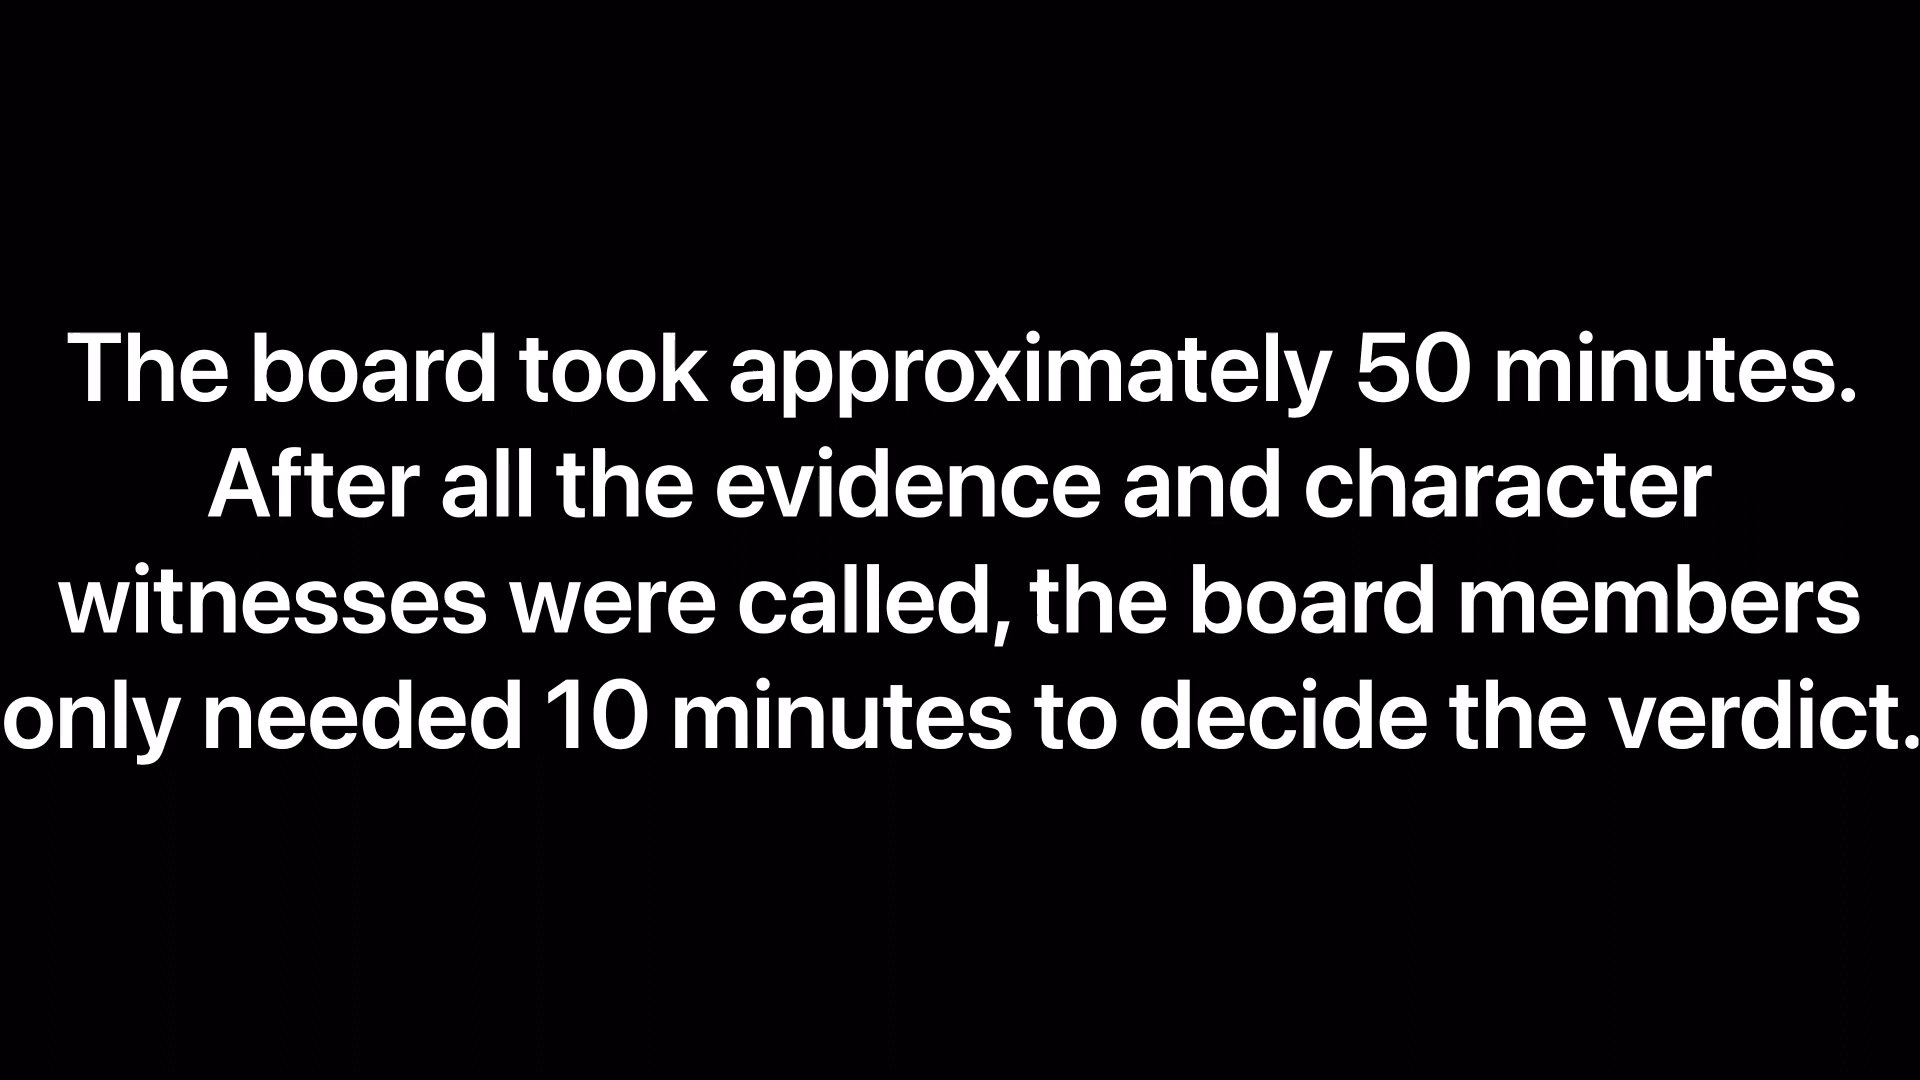 The board took approximately 50 minutes.
After all the evidence and character
witnesses were called, the board members
only needed 10 minutes to decide the verdict.